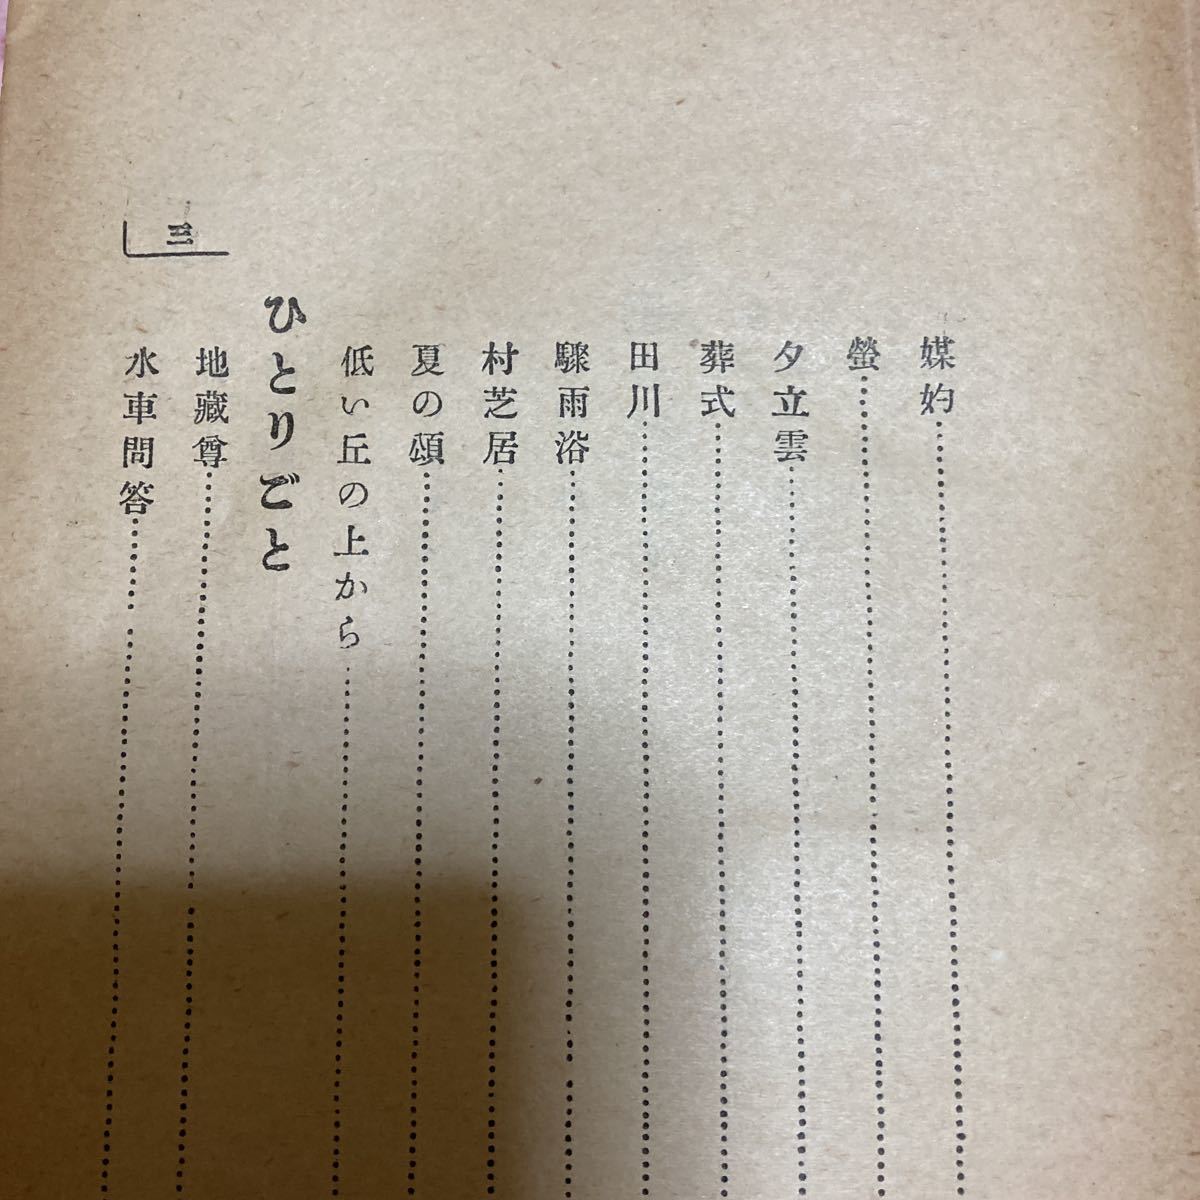 媒妁
螢
夕立雲
葬式
田川
驟雨浴
村芝居
夏の頌
低い丘の上から
ひとりごと
地藏尊
水車問答
三